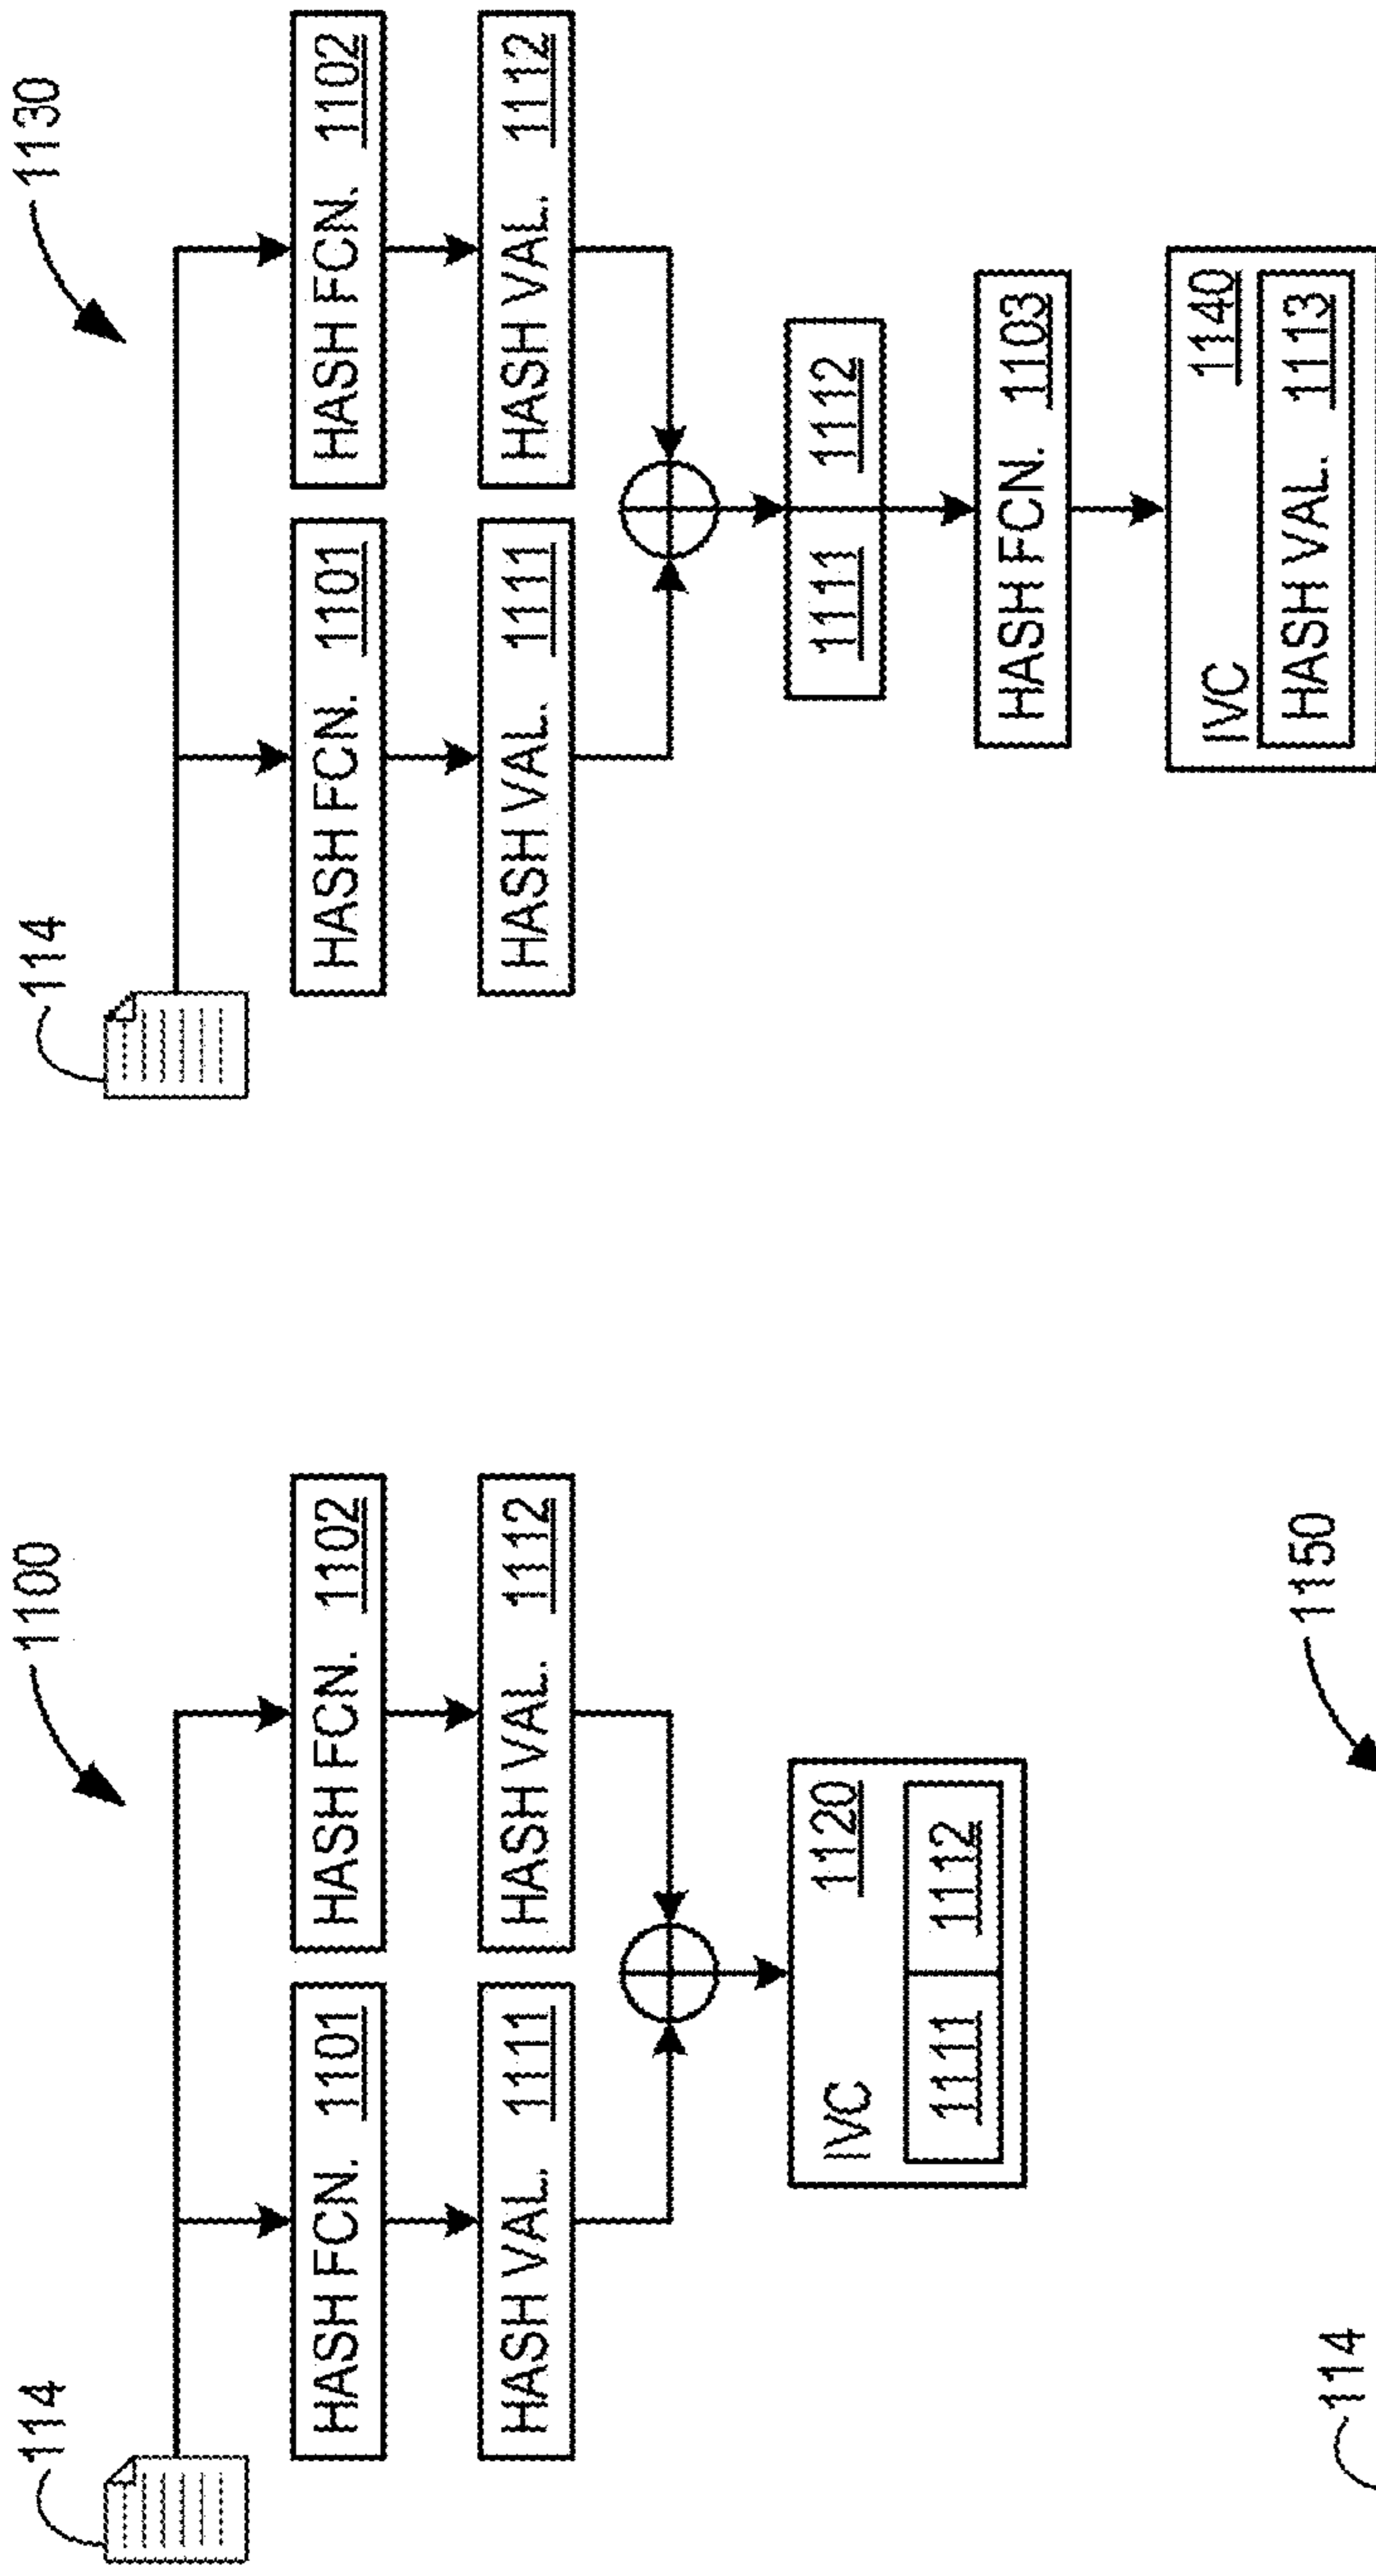 1100
114
HASH FCN. 1101
HASH FCN. 1102
HASH VAL. 1111
HASH VAL. 1112
IVC 1120
1111 1112
1130
114
HASH FCN. 1101
HASH FCN. 1102
HASH VAL. 1111
HASH VAL. 1112
1111 1112
HASH FCN. 1103
IVC 1140
HASH VAL. 1113
1150
114